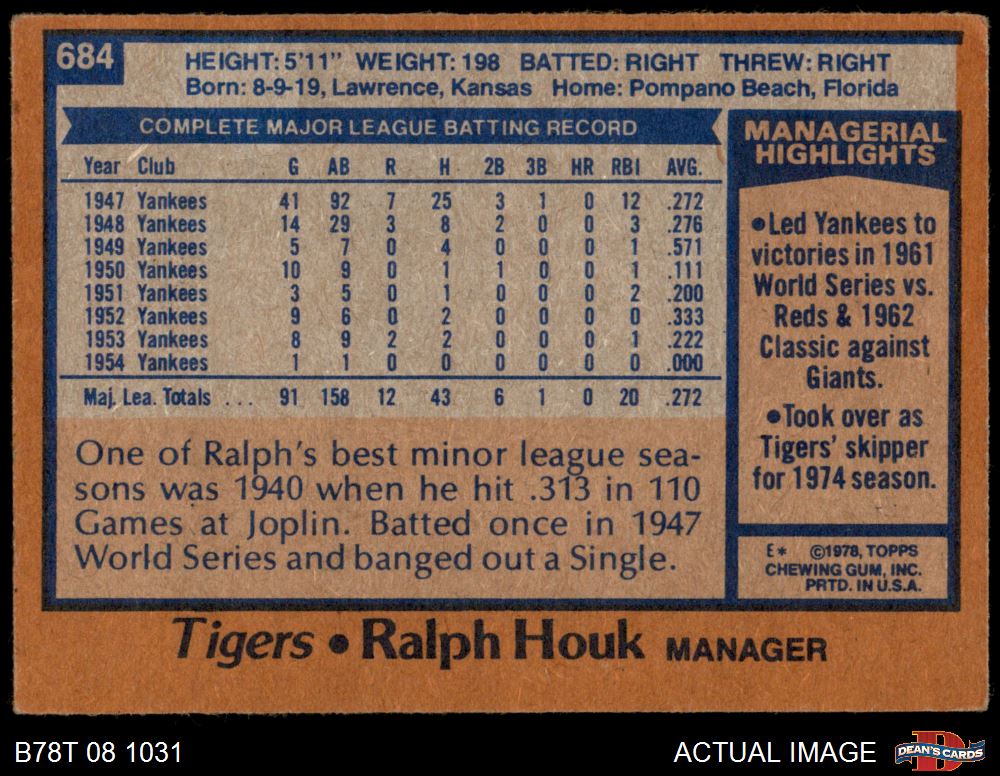 684
HEIGHT: 5'11" WEIGHT: 198 BATTED: RIGHT THREW: RIGHT
Born: 8-9-19, Lawrence, Kansas Home: Pompano Beach, Florida
COMPLETE MAJOR LEAGUE BATTING RECORD
Year Club G AB R H 2B 3B HR RBI AVG.
1947 Yankees 41 92 7 25 3 1 0 12 .272
1948 Yankees 14 29 3 8 2 0 0 3 .276
1949 Yankees 5 7 0 4 0 0 0 1 .571
1950 Yankees 10 9 0 1 1 0 0 1 .111
1951 Yankees 3 5 0 1 0 0 0 2 .200
1952 Yankees 9 6 0 2 0 0 0 0 .333
1953 Yankees 8 9 2 2 0 0 0 1 .222
1954 Yankees 1 1 0 0 0 0 0 0 .000
Maj. Lea. Totals ... 91 158 12 43 6 1 0 20 .272
One of Ralph's best minor league sea-
sons was 1940 when he hit .313 in 110
Games at Joplin. Batted once in 1947
World Series and banged out a Single.
MANAGERIAL
HIGHLIGHTS
●Led Yankees to
victories in 1961
World Series vs.
Reds & 1962
Classic against
Giants.
●Took over as
Tigers' skipper
for 1974 season.
E* ©1978, TOPPS
CHEWING GUM, INC.
PRTD. IN U.S.A.
Tigers ● Ralph Houk MANAGER
B78T 08 1031
ACTUAL IMAGE
DEAN'S CARDS